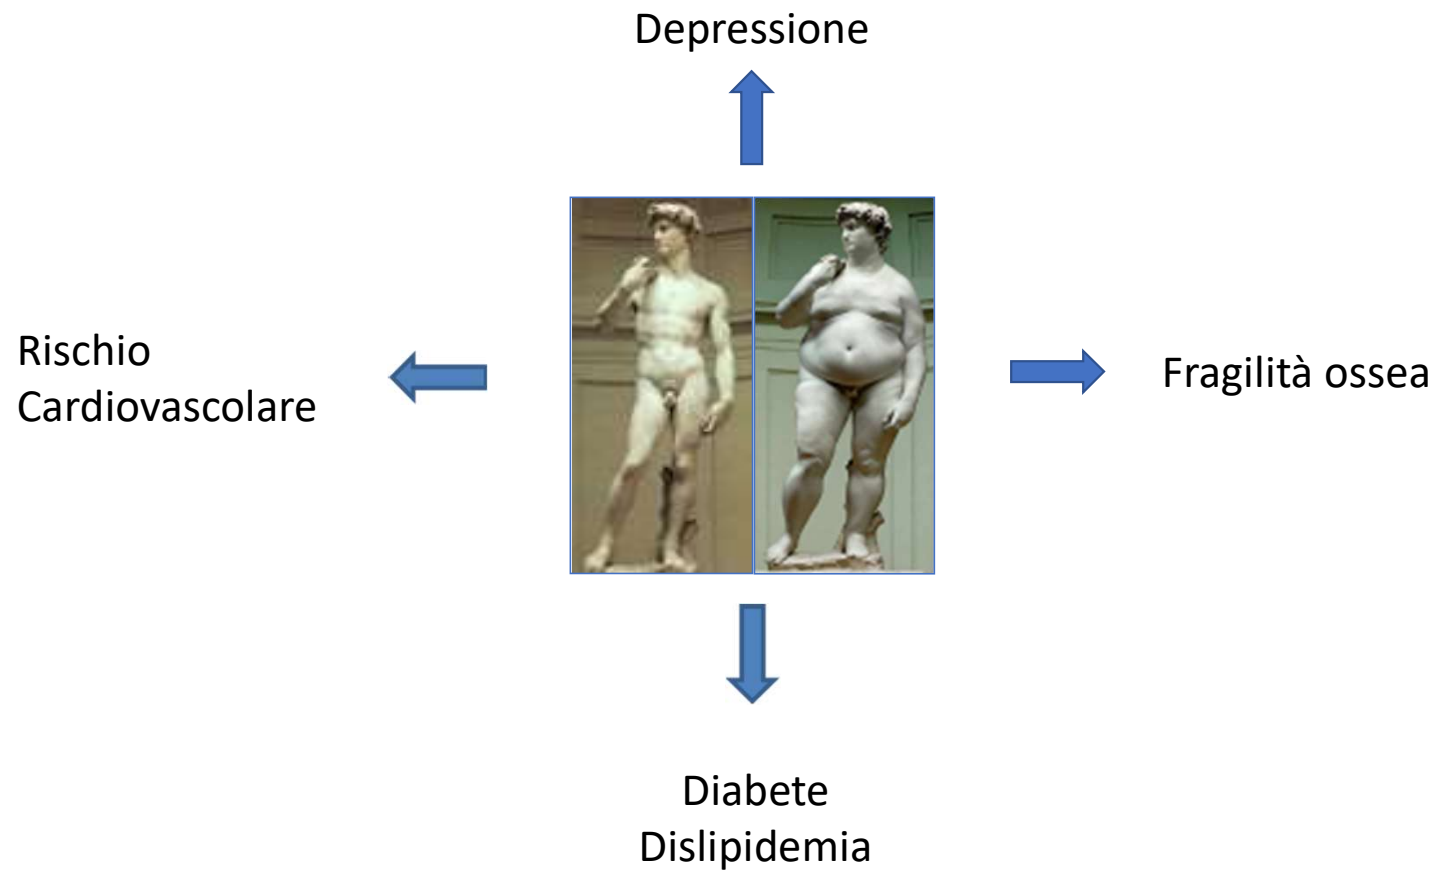 Depressione
Rischio
Cardiovascolare
Fragilità ossea
Diabete
Dislipidemia